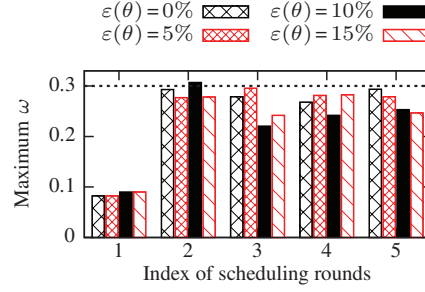 ε(θ) = 0% ε(θ) = 10%
ε(θ) = 5% ε(θ) = 15%
0.3
0.2
0.1
0
Maximum ω
1 2 3 4 5
Index of scheduling rounds